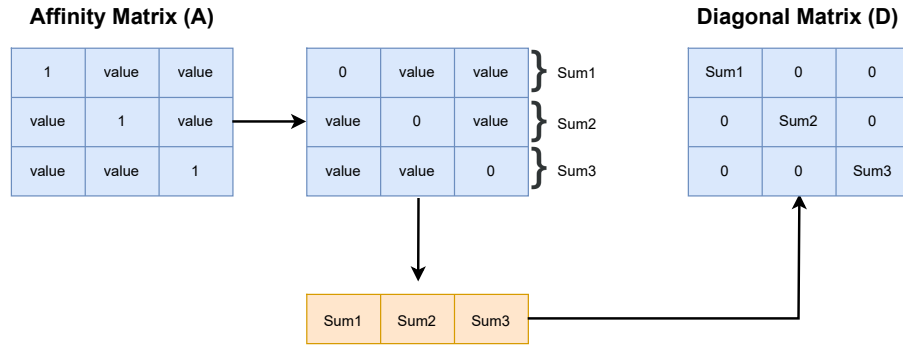 Affinity Matrix (A)
Diagonal Matrix (D)
1 value value
0 value value
Sum1
Sum1 0 0
value 1 value
value 0 value
Sum2
0 Sum2 0
value value 1
value value 0
Sum3
0 0 Sum3
Sum1 Sum2 Sum3